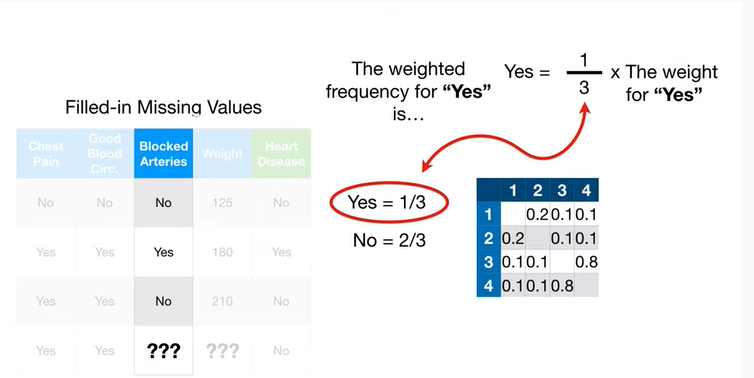 The weighted
frequency for “Yes”
is…
Yes = 1/3 x The weight
for “Yes”
Filled-in Missing Values
Chest Pain Good Blood Circ. Blocked Arteries Weight Heart Disease
No No No 125 No
Yes Yes Yes 180 Yes
Yes Yes No 210 No
Yes Yes ??? ??? No
Yes = 1/3
No = 2/3
1 2 3 4
1 0.2 0.1 0.1
2 0.2 0.1 0.1
3 0.1 0.1 0.8
4 0.1 0.1 0.8